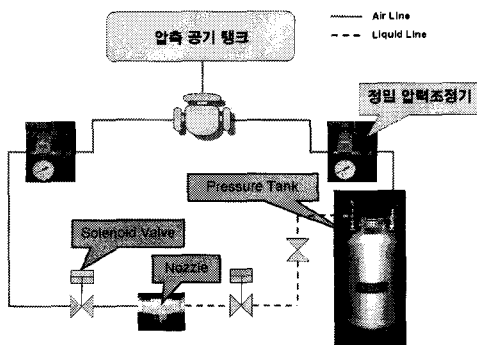 Air Line
Liquid Line
압축 공기 탱크
정밀 압력조정기
Pressure Tank
Solenoid Valve
Nozzle